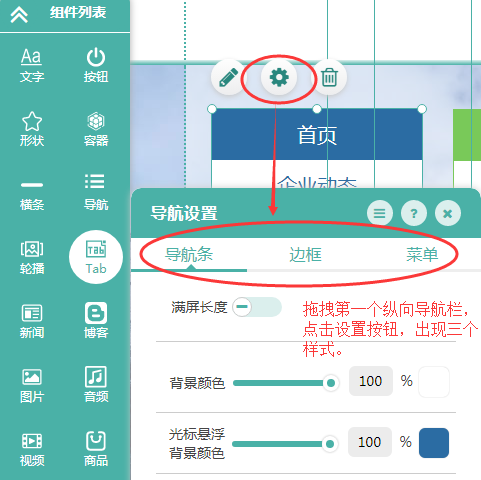 组件列表
Aa
文字
按钮
形状
容器
横条
导航
轮播
Tab
Tab
新闻
博客
图片
音频
视频
商品
首页
企业动态
导航设置
?
导航条
边框
菜单
满屏长度
拖拽第一个纵向导航栏，
点击设置按钮，出现三个
样式。
背景颜色
100 %
光标悬浮
背景颜色
100 %